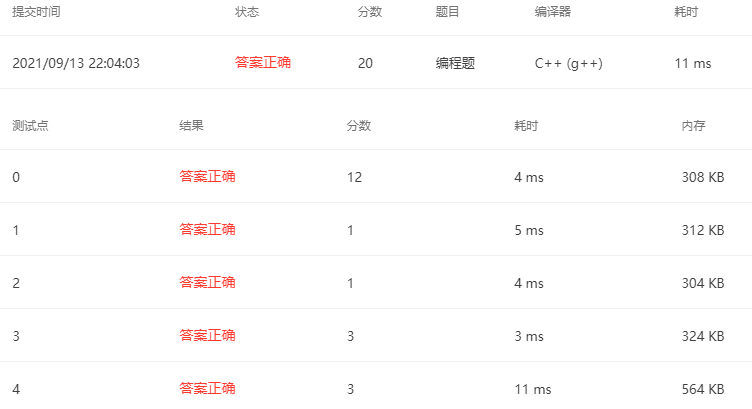 提交时间 状态 分数 题目 编译器 耗时
2021/09/13 22:04:03 答案正确 20 编程题 C++ (g++) 11 ms
测试点 结果 分数 耗时 内存
0 答案正确 12 4 ms 308 KB
1 答案正确 1 5 ms 312 KB
2 答案正确 1 4 ms 304 KB
3 答案正确 3 3 ms 324 KB
4 答案正确 3 11 ms 564 KB